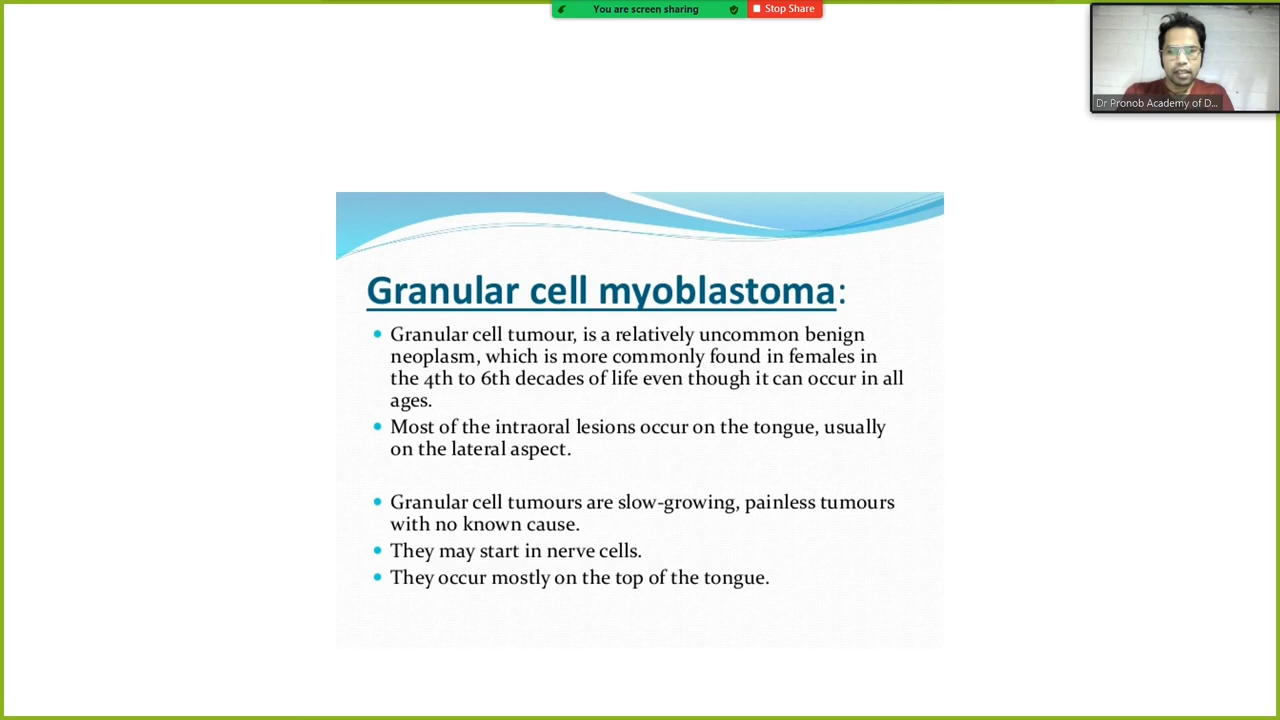 You are screen sharing
Stop Share
Dr Pronob Academy of D...
Granular cell myoblastoma:
• Granular cell tumour, is a relatively uncommon benign
neoplasm, which is more commonly found in females in
the 4th to 6th decades of life even though it can occur in all
ages.
• Most of the intraoral lesions occur on the tongue, usually
on the lateral aspect.
• Granular cell tumours are slow-growing, painless tumours
with no known cause.
• They may start in nerve cells.
• They occur mostly on the top of the tongue.